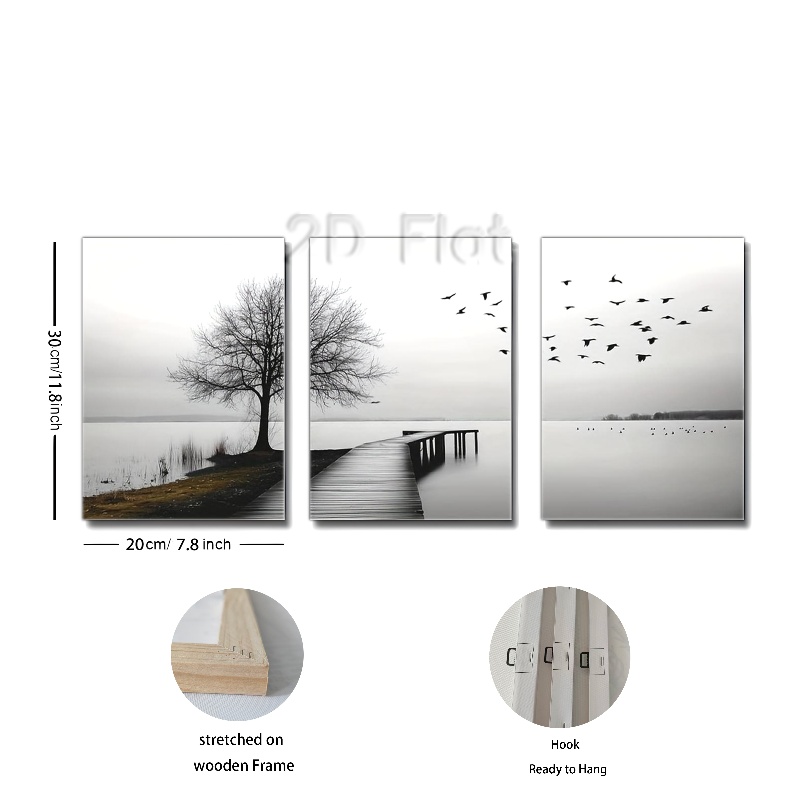 2D Flat
30cm/11.8inch
20cm/ 7.8 inch
stretched on
wooden Frame
Hook
Ready to Hang